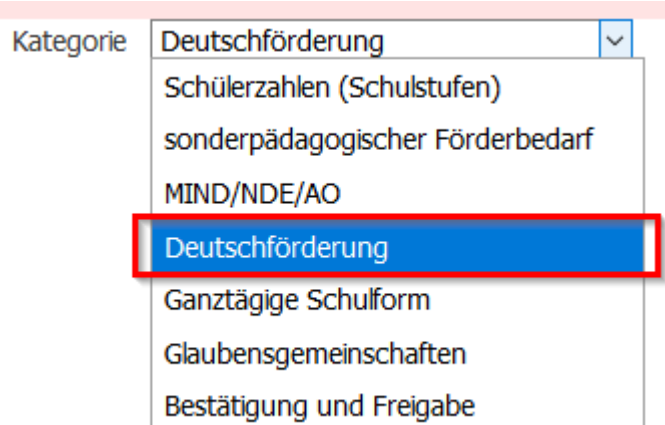 Kategorie Deutschförderung
Schülerzahlen (Schulstufen)
sonderpädagogischer Förderbedarf
MIND/NDE/AO
Deutschförderung
Ganztägige Schulform
Glaubensgemeinschaften
Bestätigung und Freigabe